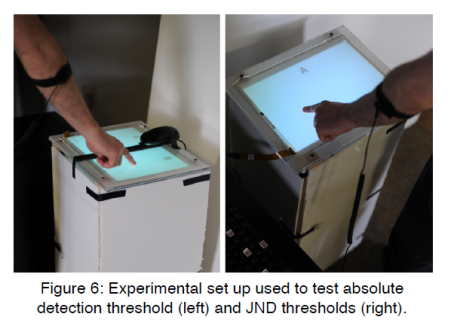 A
Figure 6: Experimental set up used to test absolute
detection threshold (left) and JND thresholds (right).